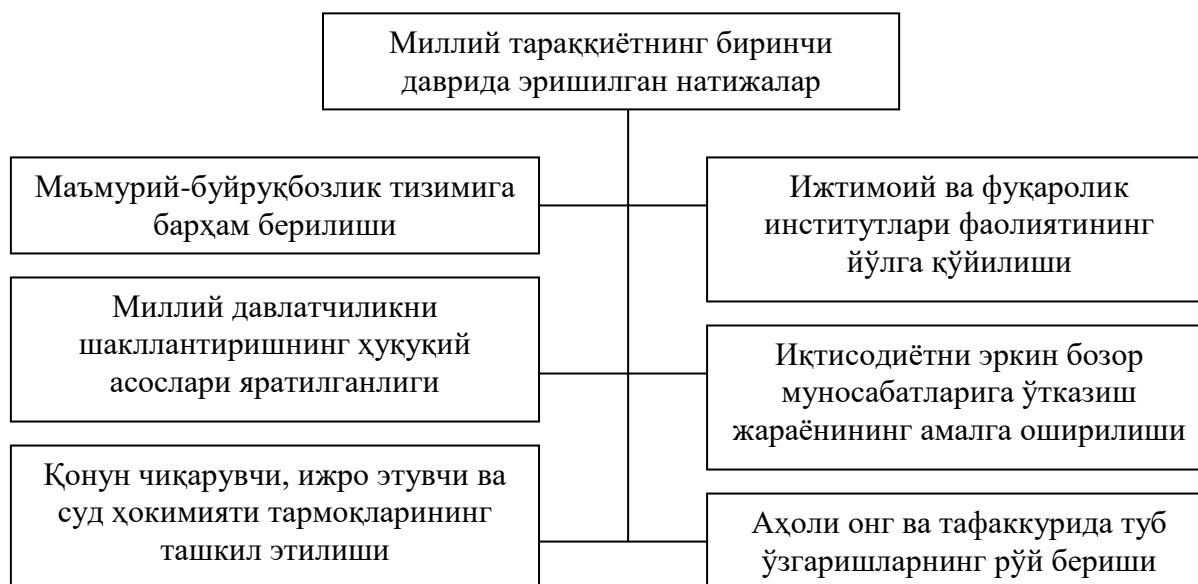 Миллий тараққиётнинг биринчи
даврида эришилган натижалар
Маъмурий-буйруқбозлик тизимига
барҳам берилиши
Миллий давлатчиликни
шакллантиришнинг ҳуқуқий
асослари яратилганлиги
Қонун чиқарувчи, ижро этувчи ва
суд ҳокимияти тармоқларининг
ташкил этилиши
Ижтимоий ва фуқаролик
институтлари фаолиятининг
йўлга қўйилиши
Иқтисодиётни эркин бозор
муносабатларига ўтказиш
жараёнининг амалга оширилиши
Аҳоли онг ва тафаккурида туб
ўзгаришларнинг рўй бериши